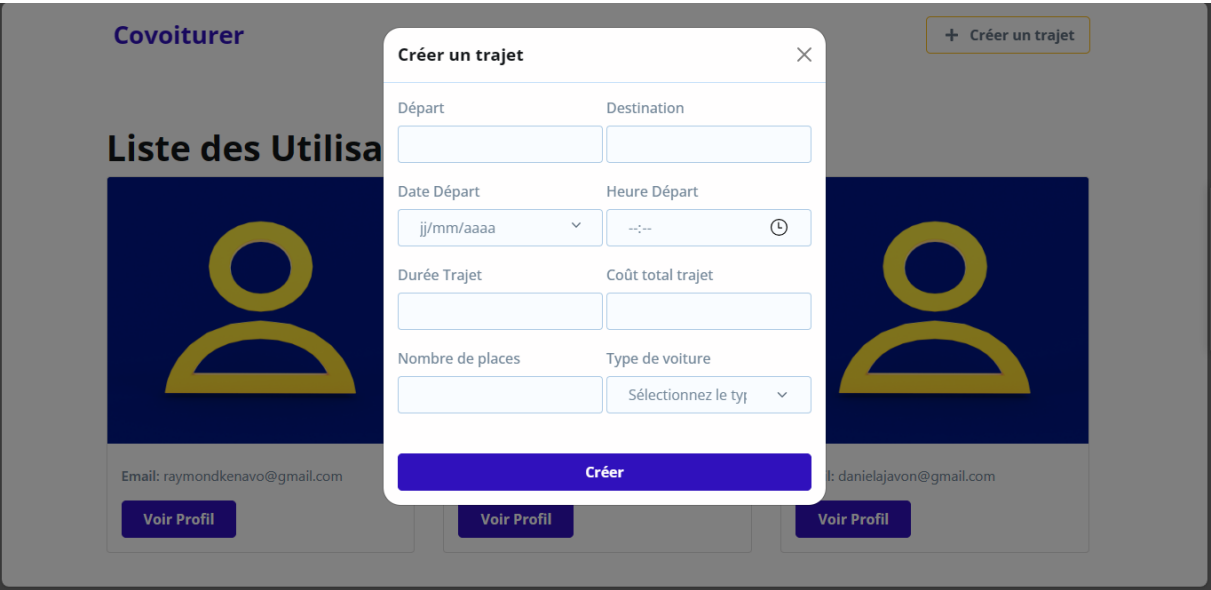 Covoiturer
+ Créer un trajet
Créer un trajet
Départ Destination
Date Départ Heure Départ
jj/mm/aaaa --:--
Durée Trajet Coût total trajet
Nombre de places Type de voiture
Sélectionnez le
Créer
Liste des
Email: raymondkenavo@gmail.com danielajavon@gmail.com
Voir Profil Voir Profil Voir Profil